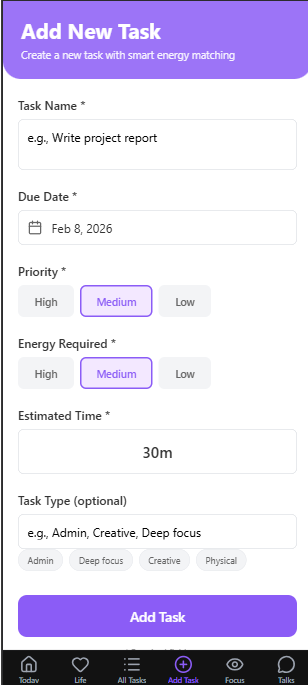 Add New Task
Create a new task with smart energy matching
Task Name *
e.g., Write project report
Due Date *
Feb 8, 2026
Priority *
High Medium Low
Energy Required *
High Medium Low
Estimated Time *
30m
Task Type (optional)
e.g., Admin, Creative, Deep focus
Admin Deep focus Creative Physical
Add Task
Today Life All Tasks Add Task Focus Talks